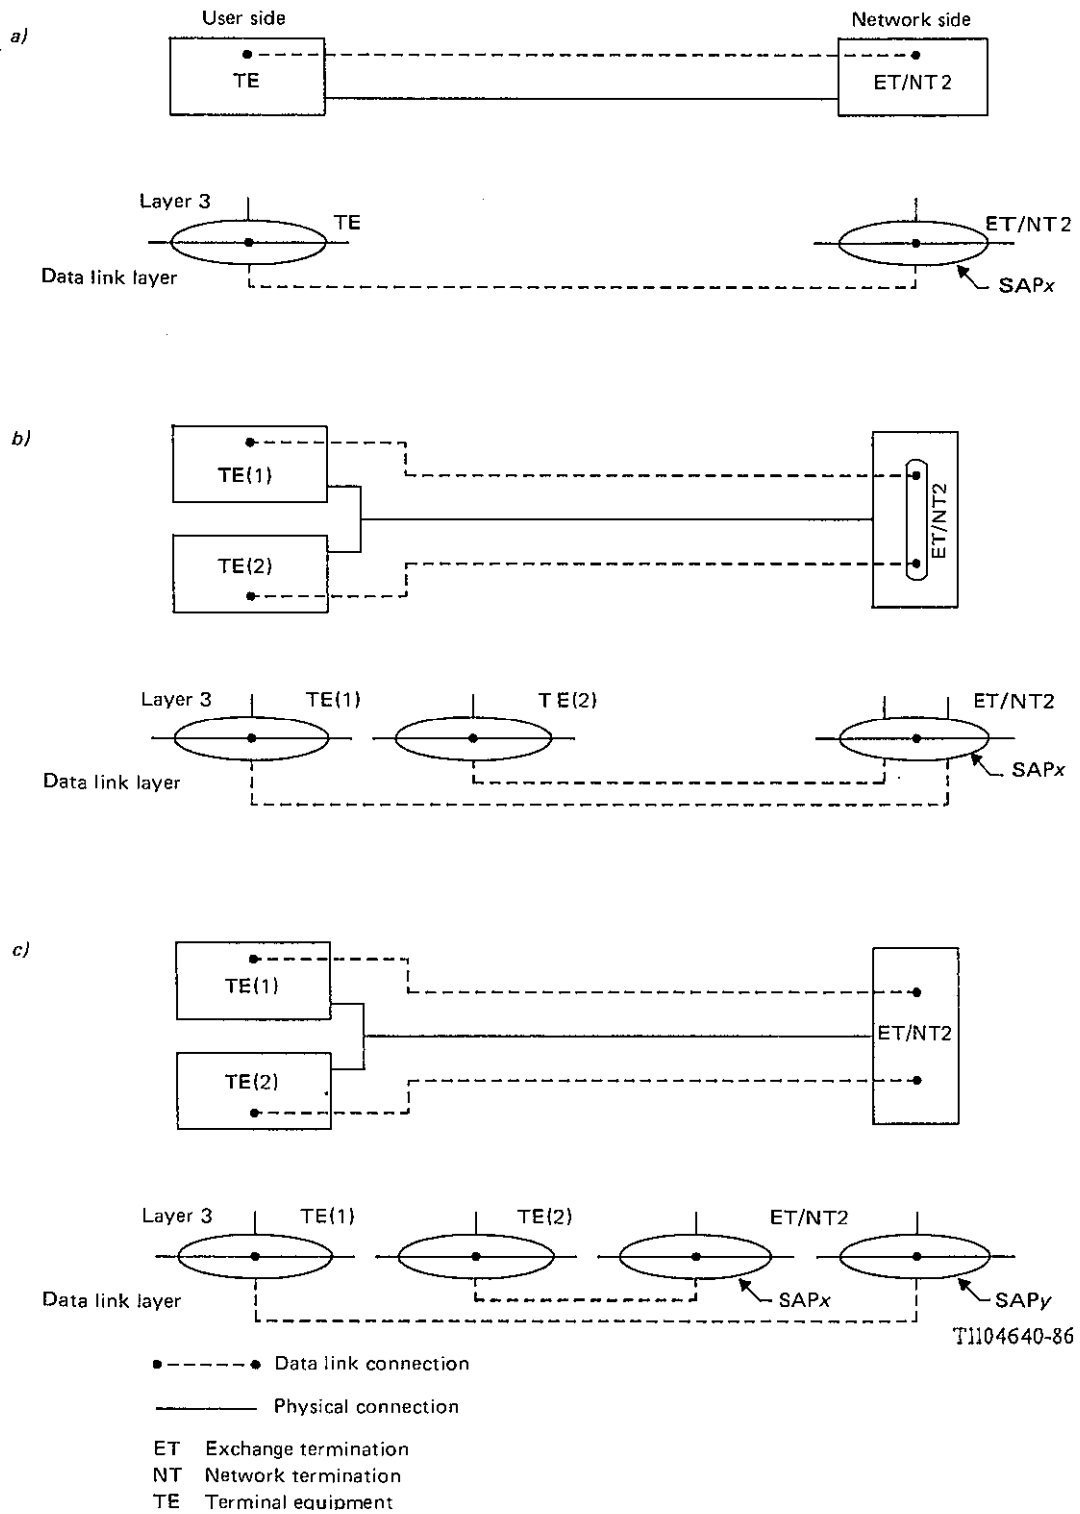 User side
Network side
a)
TE
ET/NT2
Layer 3
TE
ET/NT2
Data link layer
SAPx
b)
TE(1)
TE(2)
ET/NT2
Layer 3
TE(1)
TE(2)
ET/NT2
Data link layer
SAPx
c)
TE(1)
TE(2)
ET/NT2
Layer 3
TE(1)
TE(2)
ET/NT2
Data link layer
SAPx
SAPy
T1104640-86
Data link connection
Physical connection
ET Exchange termination
NT Network termination
TE Terminal equipment